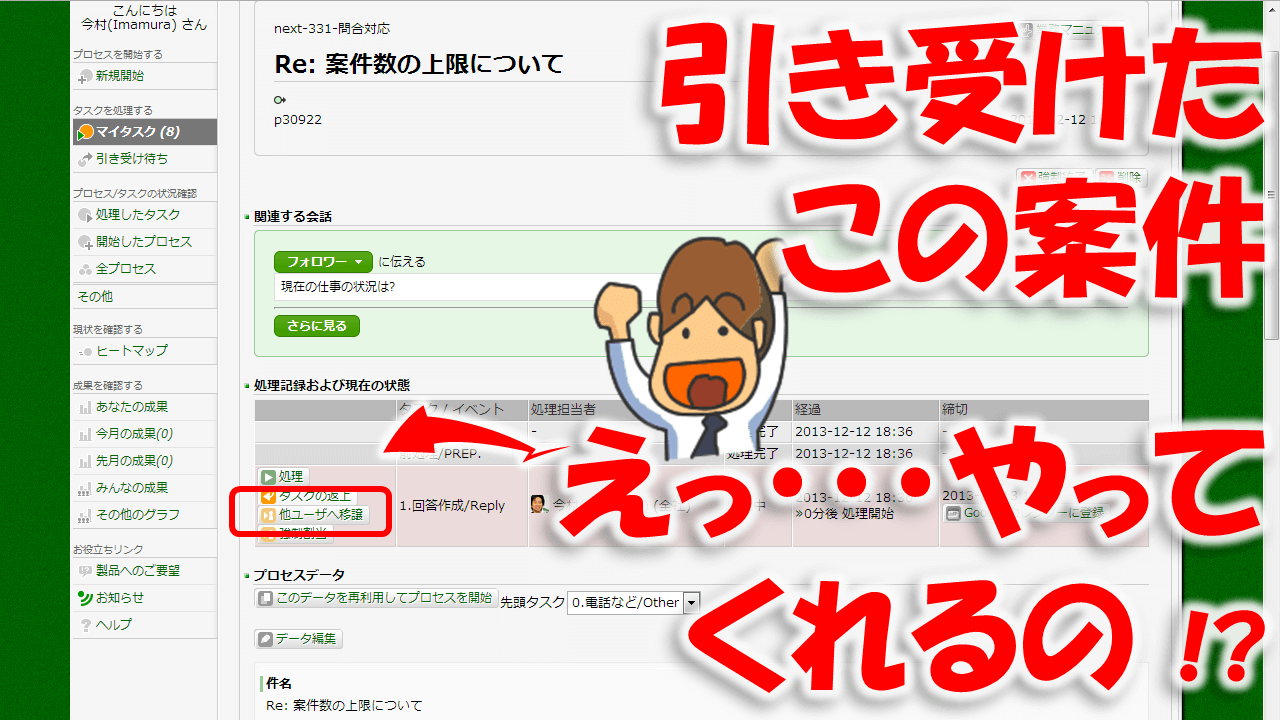 こんにちは
今村(Imamura) さん
プロセスを開始する
新規開始
タスクを処理する
マイタスク (8)
引き受け待ち
プロセス/タスクの状況確認
処理したタスク
開始したプロセス
全プロセス
その他
現状を確認する
ヒートマップ
成果を確認する
あなたの成果
今月の成果(0)
先月の成果(0)
みんなの成果
その他のグラフ
お役立ちリンク
製品へのご要望
お知らせ
ヘルプ
next-331-問合対応
Re: 案件数の上限について
p30922
削除
引き受けた
この案件
関連する会話
フォロワー に伝える
現在の仕事の状況は?
さらに見る
処理記録および現在の状態
タスク / イベント 処理担当者 経過 締切
- 2013-12-12 18:36 -
処理完了 2013-12-12 18:36
処理
タスクの返上
他ユーザへ移譲
強制割当
1.回答作成/Reply
»0分後 処理開始
えっ・・・やって
くれるの !?
プロセスデータ
このデータを再利用してプロセスを開始 先頭タスク 0.電話など/Other
データ編集
件名
Re: 案件数の上限について